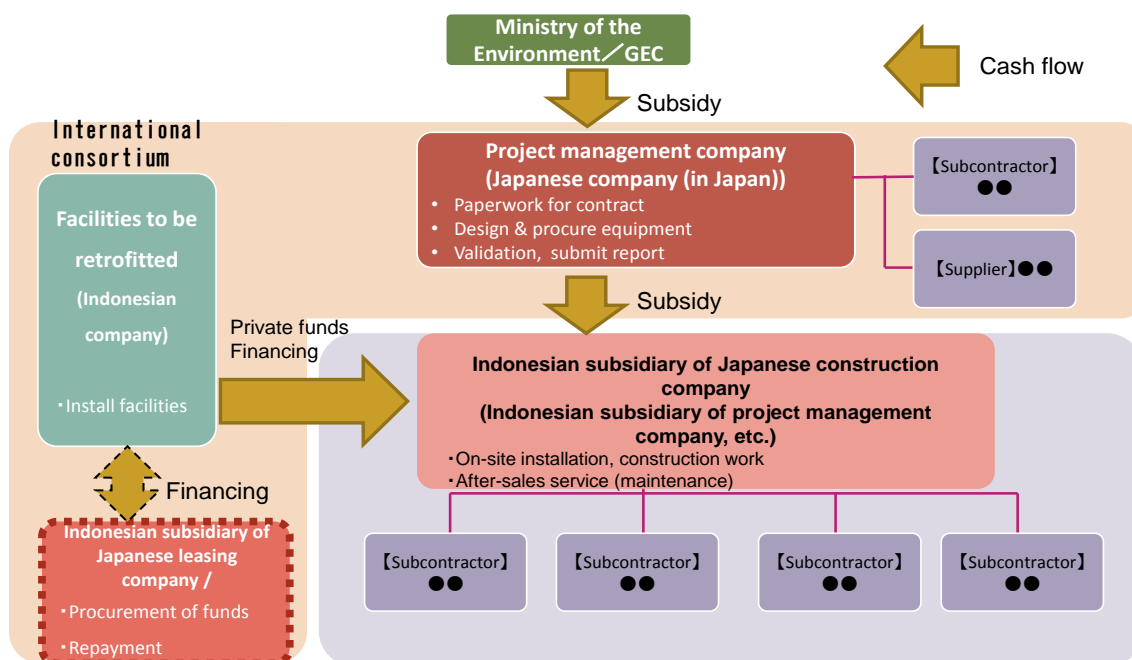 Ministry of the
Environment／GEC
Cash flow
Subsidy
International
consortium
Project management company
(Japanese company (in Japan))
• Paperwork for contract
• Design & procure equipment
• Validation, submit report
【Subcontractor】
●●
【Supplier】●●
Facilities to be
retrofitted
(Indonesian
company)
・Install facilities
Subsidy
Private funds
Financing
Indonesian subsidiary of Japanese construction
company
(Indonesian subsidiary of project management
company, etc.)
・On-site installation, construction work
・After-sales service (maintenance)
Financing
Indonesian subsidiary of
Japanese leasing
company /
・Procurement of funds
・Repayment
【Subcontractor】
●●
【Subcontractor】
●●
【Subcontractor】
●●
【Subcontractor】
●●